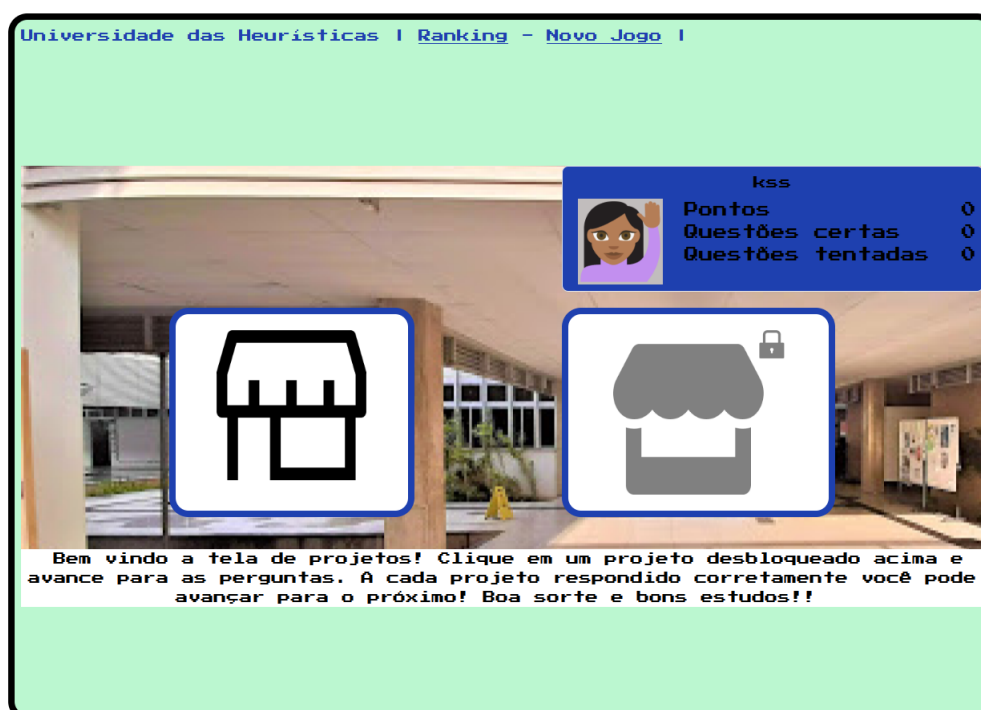 Universidade das Heurísticas | Ranking - Novo Jogo |
kss
Pontos 0
Questões certas 0
Questões tentadas 0
Bem vindo a tela de projetos! Clique em um projeto desbloqueado acima e
avance para as perguntas. A cada projeto respondido corretamente você pode
avançar para o próximo! Boa sorte e bons estudos!!